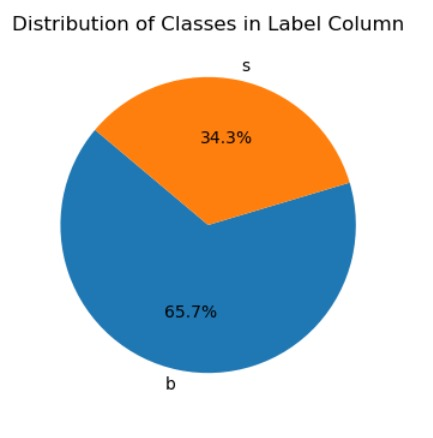 Distribution of Classes in Label Column
s
34.3%
65.7%
b